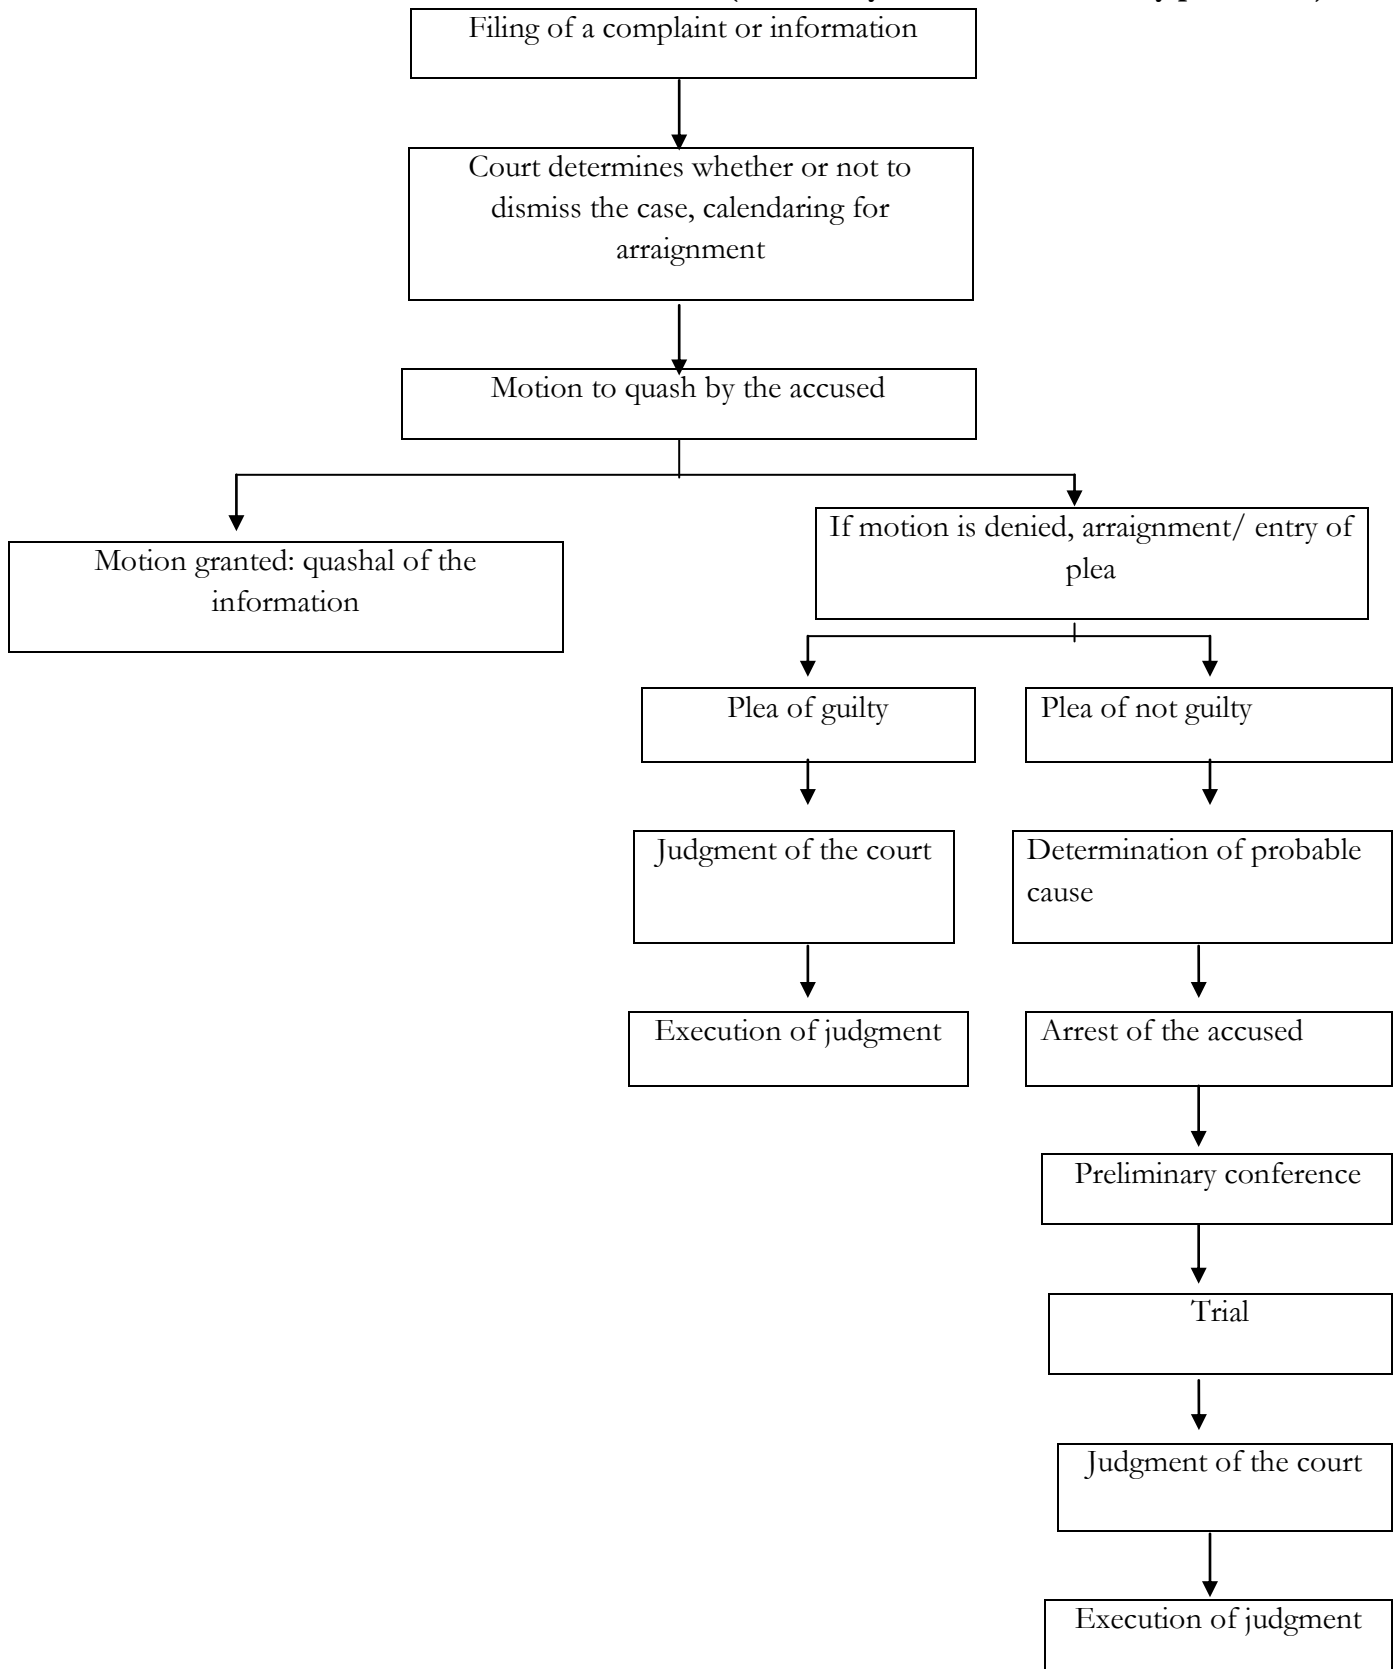 Filing of a complaint or information
Court determines whether or not to
dismiss the case, calendaring for
arraignment
Motion to quash by the accused
Motion granted: quashal of the
information
If motion is denied, arraignment/ entry of
plea
Plea of guilty
Plea of not guilty
Judgment of the court
Determination of probable
cause
Execution of judgment
Arrest of the accused
Preliminary conference
Trial
Judgment of the court
Execution of judgment